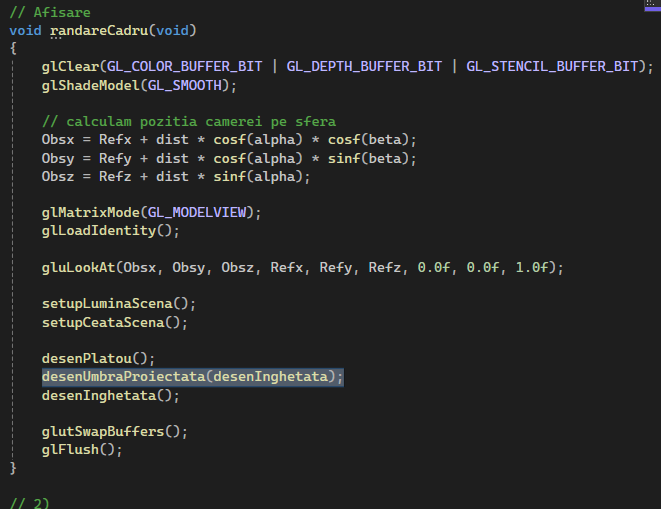 // Afisare
void randareCadru(void)
{
glClear(GL_COLOR_BUFFER_BIT | GL_DEPTH_BUFFER_BIT | GL_STENCIL_BUFFER_BIT);
glShadeModel(GL_SMOOTH);
// calculam pozitia camerei pe sfera
Obsx = Refx + dist * cosf(alpha) * cosf(beta);
Obsy = Refy + dist * cosf(alpha) * sinf(beta);
Obsz = Refz + dist * sinf(alpha);
glMatrixMode(GL_MODELVIEW);
glLoadIdentity();
gluLookAt(Obsx, Obsy, Obsz, Refx, Refy, Refz, 0.0f, 0.0f, 1.0f);
setupLuminaScena();
setupCeataScena();
desenPlatou();
desenUmbraProiectata(desenInghetata);
desenInghetata();
glutSwapBuffers();
glFlush();
}
// 2)